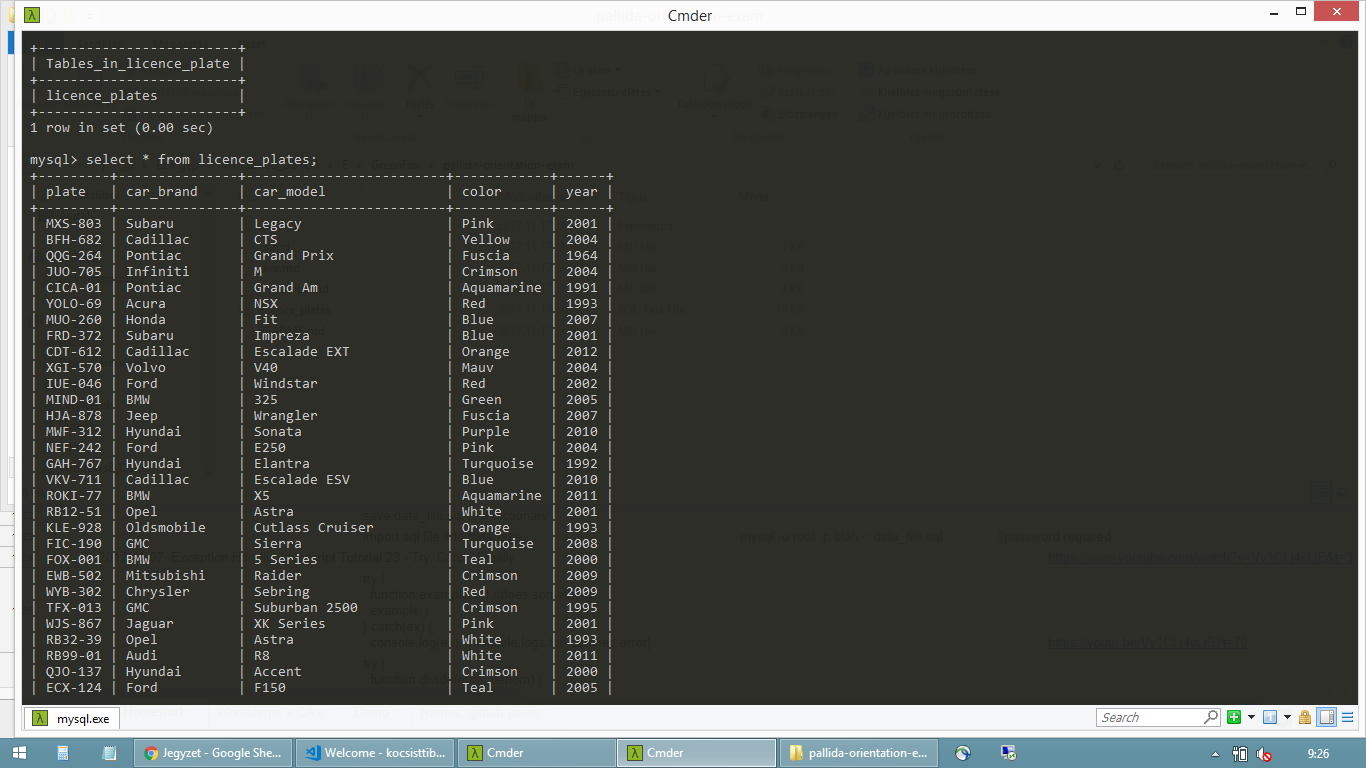 Cmder
+--------------------------+
| Tables_in_licence_plate |
+--------------------------+
| licence_plates |
+--------------------------+
1 row in set (0.00 sec)
mysql> select * from licence_plates;
+----------+---------------+-------------------------+------------+------+
| plate | car_brand | car_model | color | year |
+----------+---------------+-------------------------+------------+------+
| MXS-803 | Subaru | Legacy | Pink | 2001 |
| BFH-682 | Cadillac | CTS | Yellow | 2004 |
| QQG-264 | Pontiac | Grand Prix | Fuscia | 1964 |
| JUO-705 | Infiniti | M | Crimson | 2004 |
| CICA-01 | Pontiac | Grand Am | Aquamarine | 1991 |
| YOLO-69 | Acura | NSX | Red | 1993 |
| MUO-260 | Honda | Fit | Blue | 2007 |
| FRD-372 | Subaru | Impreza | Blue | 2001 |
| CDT-612 | Cadillac | Escalade EXT | Orange | 2012 |
| XGI-570 | Volvo | V40 | Mauv | 2004 |
| IUE-046 | Ford | Windstar | Red | 2002 |
| MIND-01 | BMW | 325 | Green | 2005 |
| HJA-878 | Jeep | Wrangler | Fuscia | 2007 |
| MWF-312 | Hyundai | Sonata | Purple | 2010 |
| NEF-242 | Ford | E250 | Pink | 2004 |
| GAH-767 | Hyundai | Elantra | Turquoise | 1992 |
| VKV-711 | Cadillac | Escalade ESV | Blue | 2010 |
| ROKI-77 | BMW | X5 | Aquamarine | 2011 |
| RB12-51 | Opel | Astra | White | 2001 |
| KLE-928 | Oldsmobile | Cutlass Cruiser | Orange | 1993 |
| FIC-190 | GMC | Sierra | Turquoise | 2008 |
| FOX-001 | BMW | 5 Series | Teal | 2000 |
| EWB-502 | Mitsubishi | Raider | Crimson | 2009 |
| WYB-302 | Chrysler | Sebring | Red | 2009 |
| TFX-013 | GMC | Suburban 2500 | Crimson | 1995 |
| WJS-867 | Jaguar | XK Series | Pink | 2001 |
| RB32-39 | Opel | Astra | White | 1993 |
| RB99-01 | Audi | R8 | White | 2011 |
| QJO-137 | Hyundai | Accent | Crimson | 2000 |
| ECX-124 | Ford | F150 | Teal | 2005 |
mysql.exe
Search
Jegyzet - Google She...
Welcome - kocsisttib...
Cmder
Cmder
pallida-orientation-e...
9:26